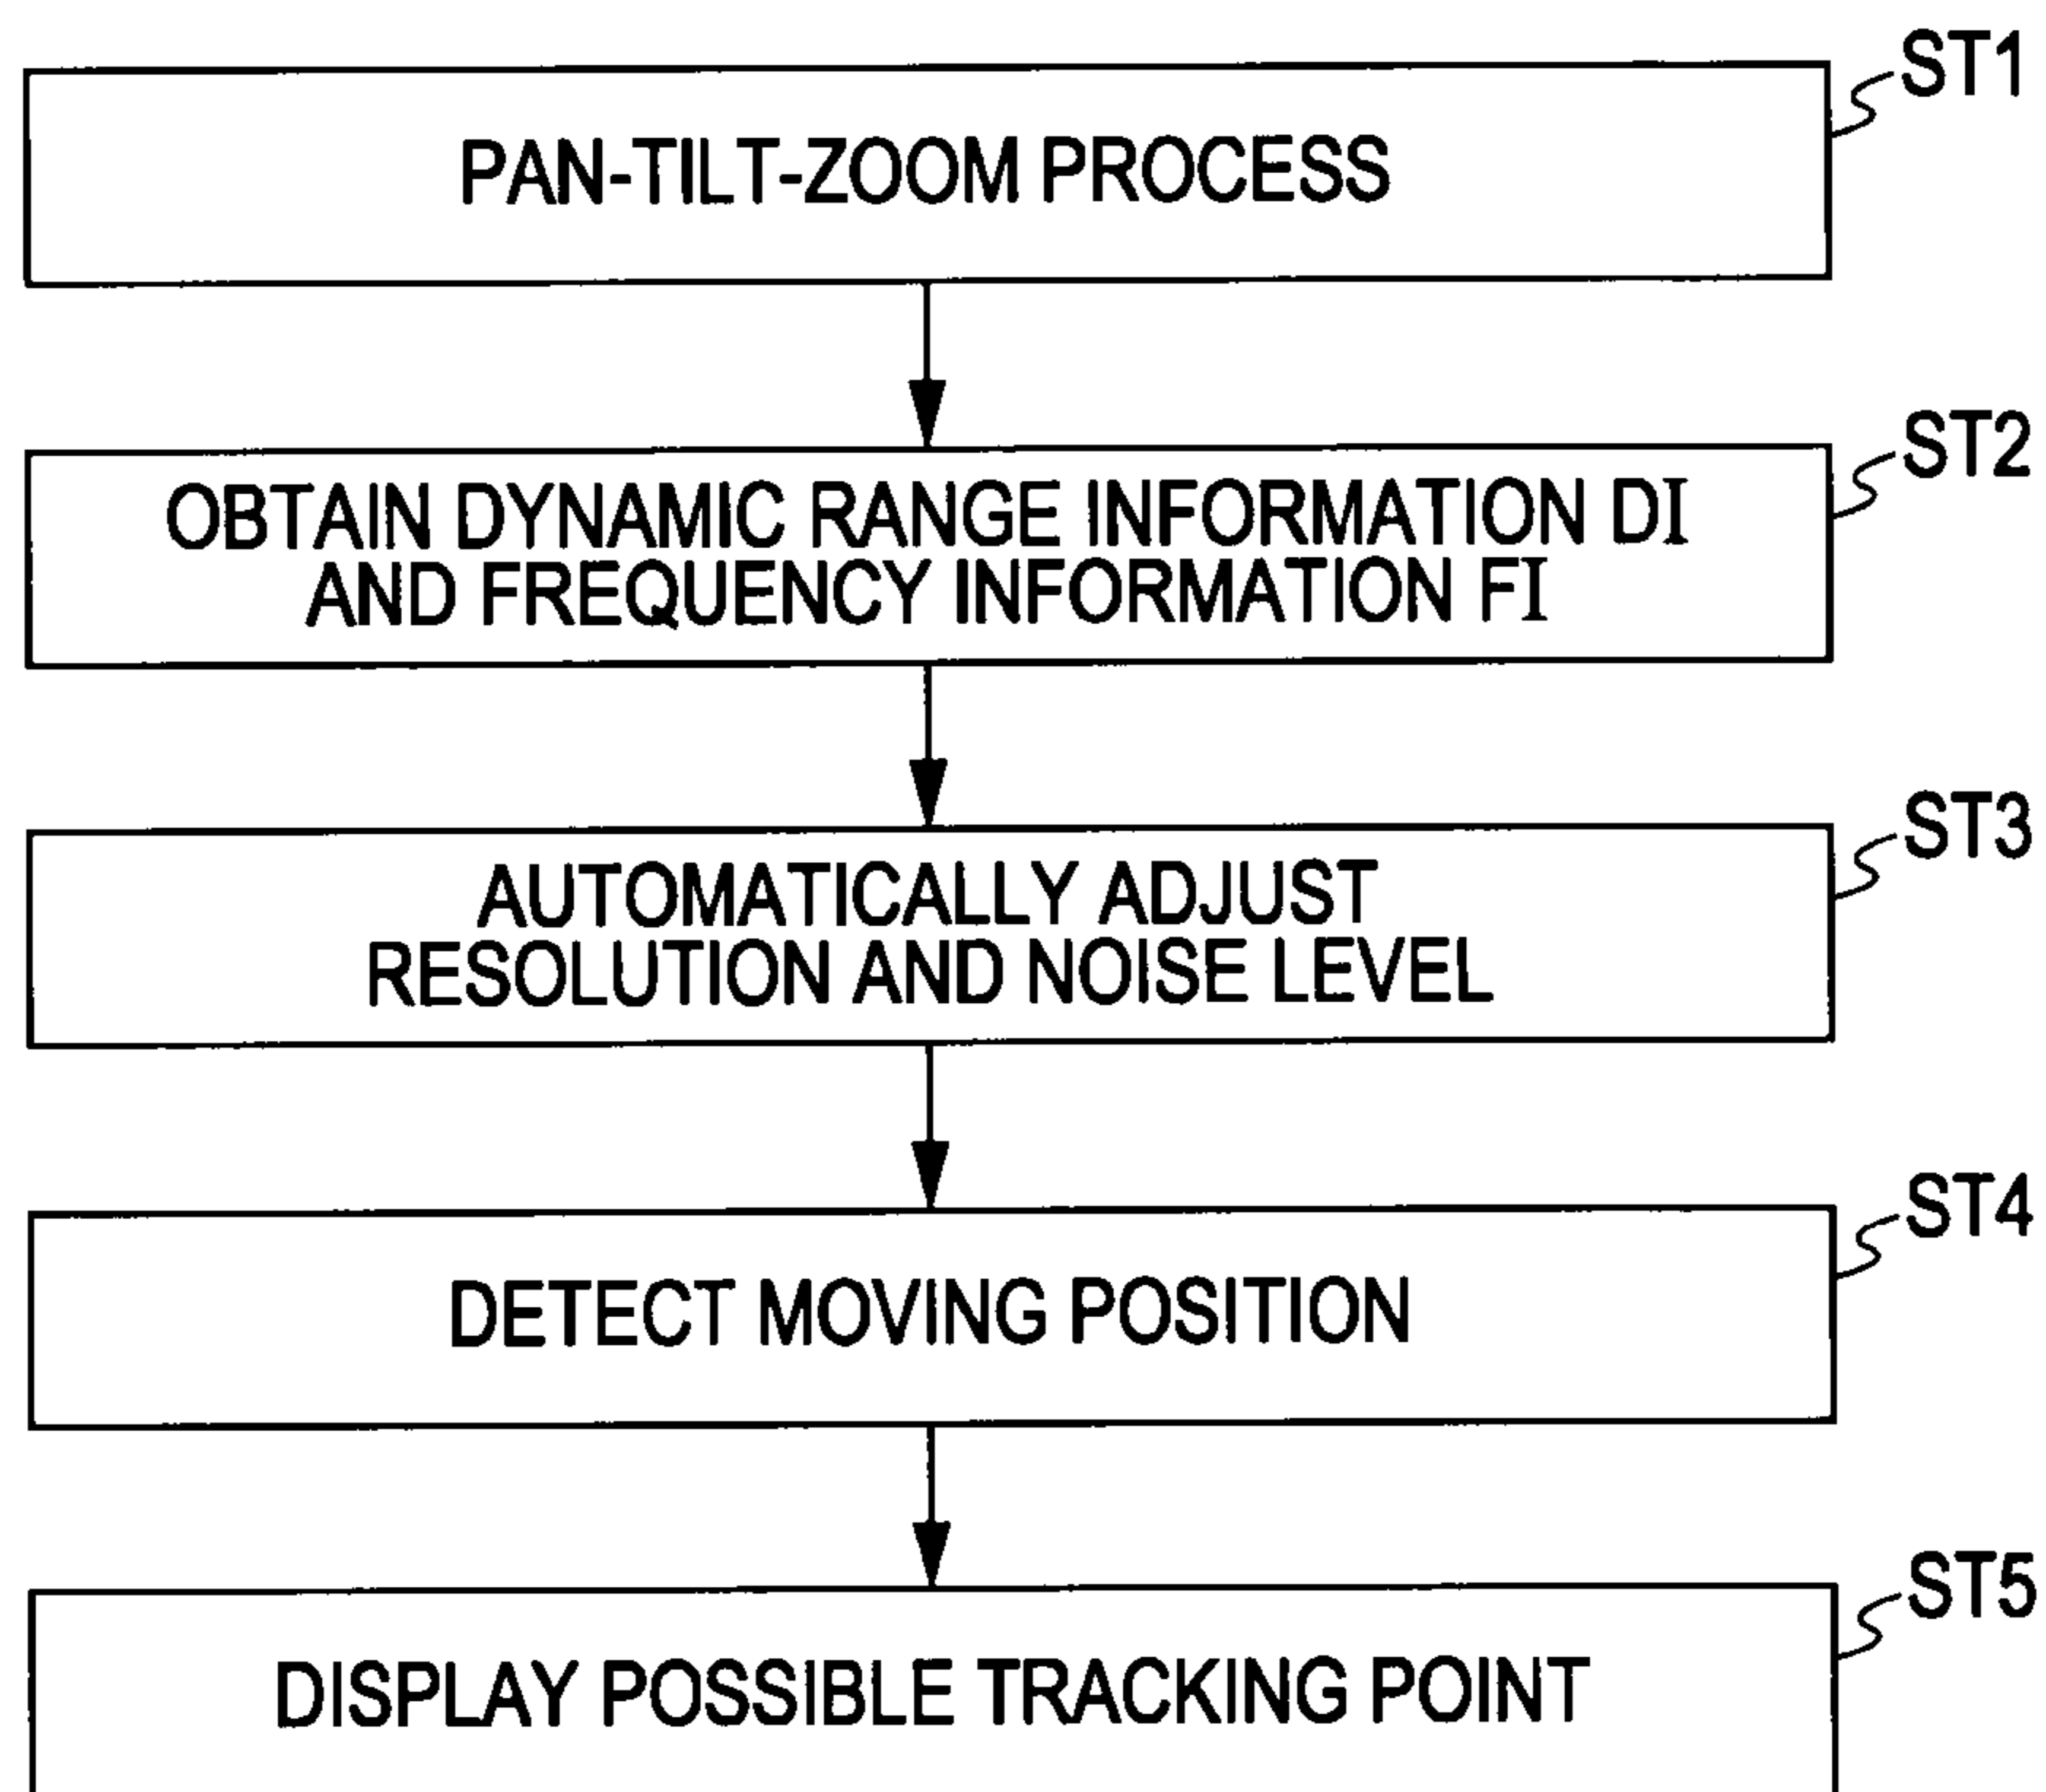 ST1
PAN-TILT-ZOOM PROCESS
ST2
OBTAIN DYNAMIC RANGE INFORMATION DI
AND FREQUENCY INFORMATION FI
ST3
AUTOMATICALLY ADJUST
RESOLUTION AND NOISE LEVEL
ST4
DETECT MOVING POSITION
ST5
DISPLAY POSSIBLE TRACKING POINT